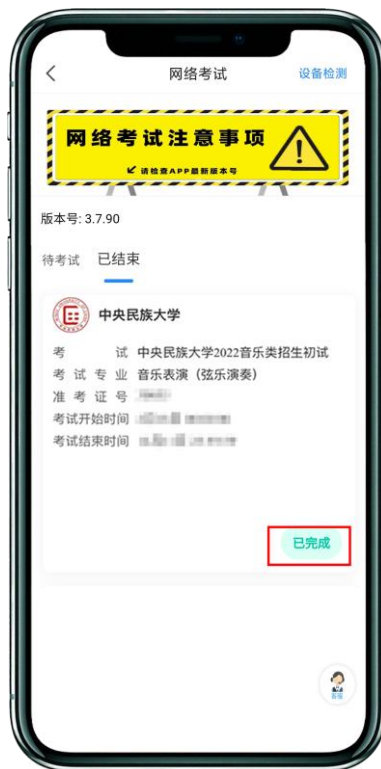 网络考试
设备检测
网络考试注意事项
请检查APP最新版本号
版本号: 3.7.90
待考试 已结束
中央民族大学
考 试 中央民族大学2022音乐类招生初试
考试专业 音乐表演（弦乐演奏）
准考证号
考试开始时间
考试结束时间
已完成
客服